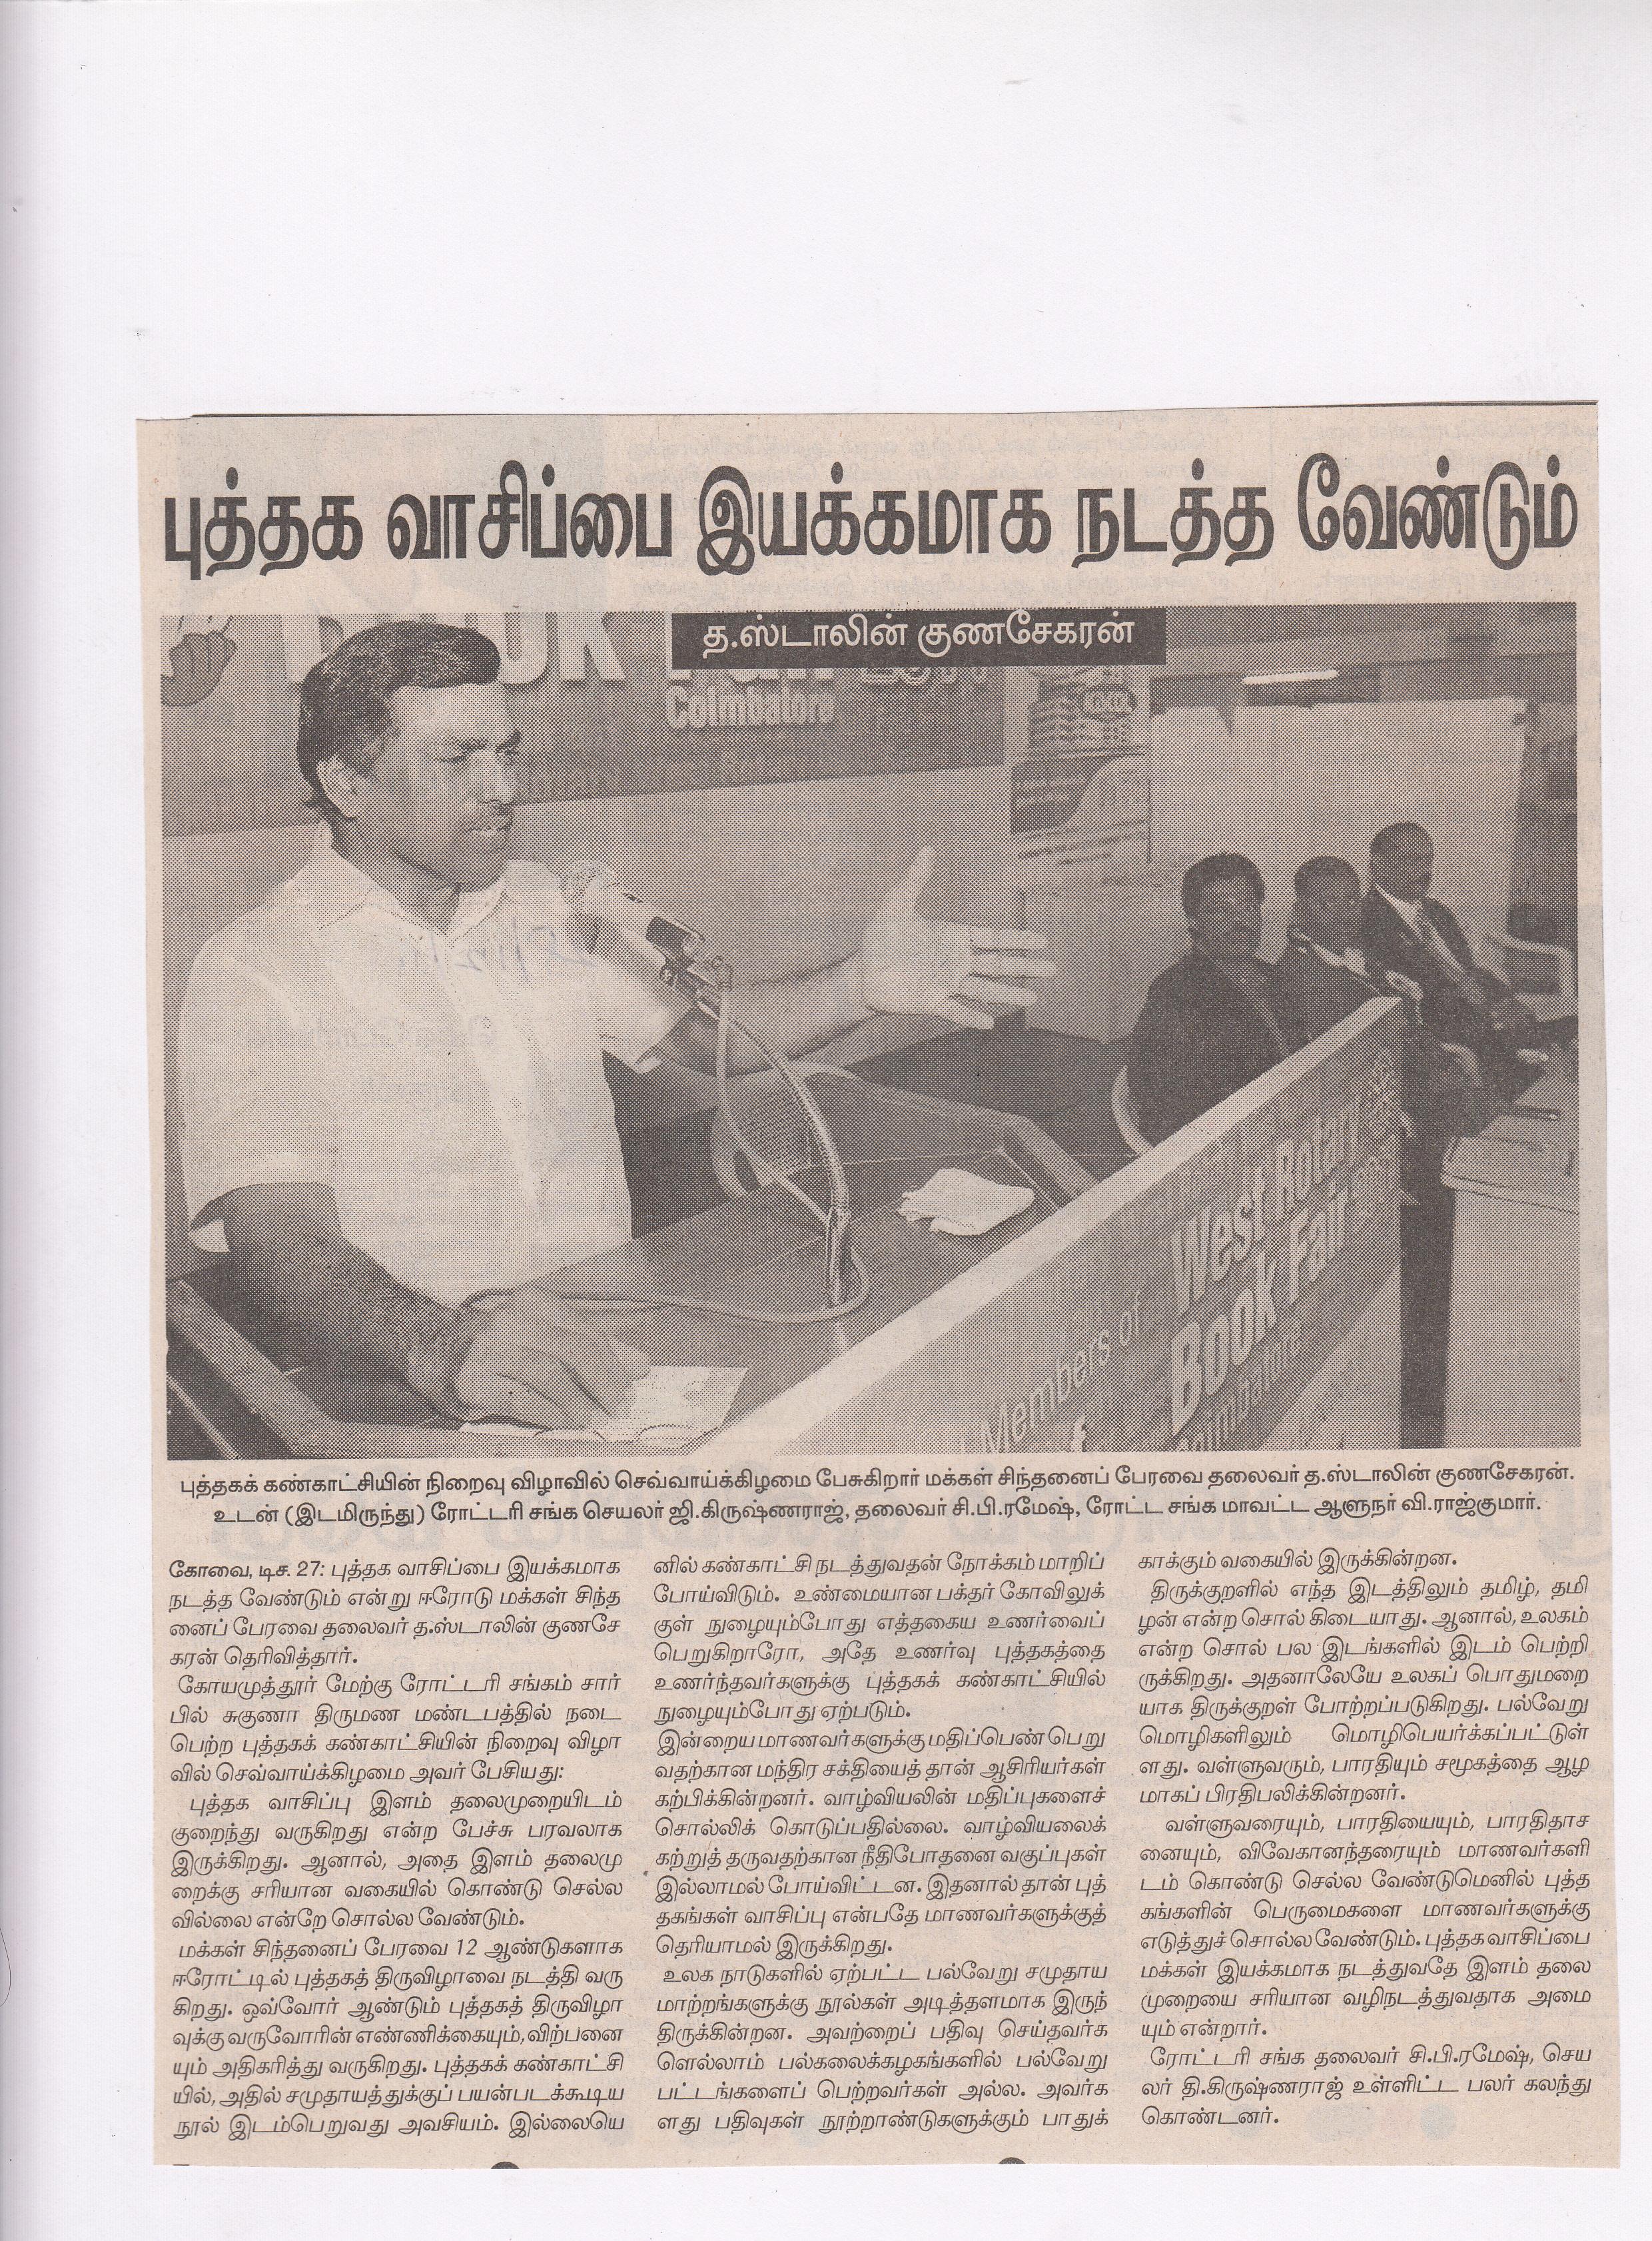 புத்தக வாசிப்பை இயக்கமாக நடத்த வேண்டும்
த.ஸ்டாலின் குணசேகரன்
Coimbatore
Members of
West Rotary
Book Fair
புத்தகக் கண்காட்சியின் நிறைவு விழாவில் செவ்வாய்க்கிழமை பேசுகிறார் மக்கள் சிந்தனைப் பேரவை தலைவர் த.ஸ்டாலின் குணசேகரன்.
உடன் (இடமிருந்து) ரோட்டரி சங்க செயலர் ஜி.கிருஷ்ணராஜ், தலைவர் சி.பி.ரமேஷ், ரோட்ட சங்க மாவட்ட ஆளுநர் வி.ராஜ்குமார்.
கோவை, டிச. 27: புத்தக வாசிப்பை இயக்கமாக
நடத்த வேண்டும் என்று ஈரோடு மக்கள் சிந்த
னைப் பேரவை தலைவர் த.ஸ்டாலின் குணசே
கரன் தெரிவித்தார்.
கோயமுத்தூர் மேற்கு ரோட்டரி சங்கம் சார்
பில் சுகுணா திருமண மண்டபத்தில் நடை
பெற்ற புத்தகக் கண்காட்சியின் நிறைவு விழா
வில் செவ்வாய்க்கிழமை அவர் பேசியது:
புத்தக வாசிப்பு இளம் தலைமுறையிடம்
குறைந்து வருகிறது என்ற பேச்சு பரவலாக
இருக்கிறது. ஆனால், அதை இளம் தலைமு
றைக்கு சரியான வகையில் கொண்டு செல்ல
வில்லை என்றே சொல்ல வேண்டும்.
மக்கள் சிந்தனைப் பேரவை 12 ஆண்டுகளாக
ஈரோட்டில் புத்தகத் திருவிழாவை நடத்தி வரு
கிறது. ஒவ்வோர் ஆண்டும் புத்தகத் திருவிழா
வுக்கு வருவோரின் எண்ணிக்கையும், விற்பனை
யும் அதிகரித்து வருகிறது. புத்தகக் கண்காட்சி
யில், அதில் சமுதாயத்துக்குப் பயன்படக்கூடிய
நூல் இடம்பெறுவது அவசியம். இல்லையெ
னில் கண்காட்சி நடத்துவதன் நோக்கம் மாறிப்
போய்விடும். உண்மையான பக்தர் கோவிலுக்
குள் நுழையும்போது எத்தகைய உணர்வைப்
பெறுகிறாரோ, அதே உணர்வு புத்தகத்தை
உணர்ந்தவர்களுக்கு புத்தகக் கண்காட்சியில்
நுழையும்போது ஏற்படும்.
இன்றைய மாணவர்களுக்கு மதிப்பெண் பெறு
வதற்கான மந்திர சக்தியைத் தான் ஆசிரியர்கள்
கற்பிக்கின்றனர். வாழ்வியலின் மதிப்புகளைச்
சொல்லிக் கொடுப்பதில்லை. வாழ்வியலைக்
கற்றுத் தருவதற்கான நீதிபோதனை வகுப்புகள்
இல்லாமல் போய்விட்டன. இதனால் தான் புத்
தகங்கள் வாசிப்பு என்பதே மாணவர்களுக்குத்
தெரியாமல் இருக்கிறது.
உலக நாடுகளில் ஏற்பட்ட பல்வேறு சமுதாய
மாற்றங்களுக்கு நூல்கள் அடித்தளமாக இருந்
திருக்கின்றன. அவற்றைப் பதிவு செய்தவர்க
ளெல்லாம் பல்கலைக்கழகங்களில் பல்வேறு
பட்டங்களைப் பெற்றவர்கள் அல்ல. அவர்க
ளது பதிவுகள் நூற்றாண்டுகளுக்கும் பாதுக்
காக்கும் வகையில் இருக்கின்றன.
திருக்குறளில் எந்த இடத்திலும் தமிழ், தமி
ழன் என்ற சொல் கிடையாது. ஆனால், உலகம்
என்ற சொல் பல இடங்களில் இடம் பெற்றி
ருக்கிறது. அதனாலேயே உலகப் பொதுமறை
யாக திருக்குறள் போற்றப்படுகிறது. பல்வேறு
மொழிகளிலும் மொழிபெயர்க்கப்பட்டுள்
ளது. வள்ளுவரும், பாரதியும் சமூகத்தை ஆழ
மாகப் பிரதிபலிக்கின்றனர்.
வள்ளுவரையும், பாரதியையும், பாரதிதாச
னையும், விவேகானந்தரையும் மாணவர்களி
டம் கொண்டு செல்ல வேண்டுமெனில் புத்த
கங்களின் பெருமைகளை மாணவர்களுக்கு
எடுத்துச் சொல்ல வேண்டும். புத்தக வாசிப்பை
மக்கள் இயக்கமாக நடத்துவதே இளம் தலை
முறையை சரியான வழிநடத்துவதாக அமை
யும் என்றார்.
ரோட்டரி சங்க தலைவர் சி.பி.ரமேஷ், செய
லர் தி.கிருஷ்ணராஜ் உள்ளிட்ட பலர் கலந்து
கொண்டனர்.